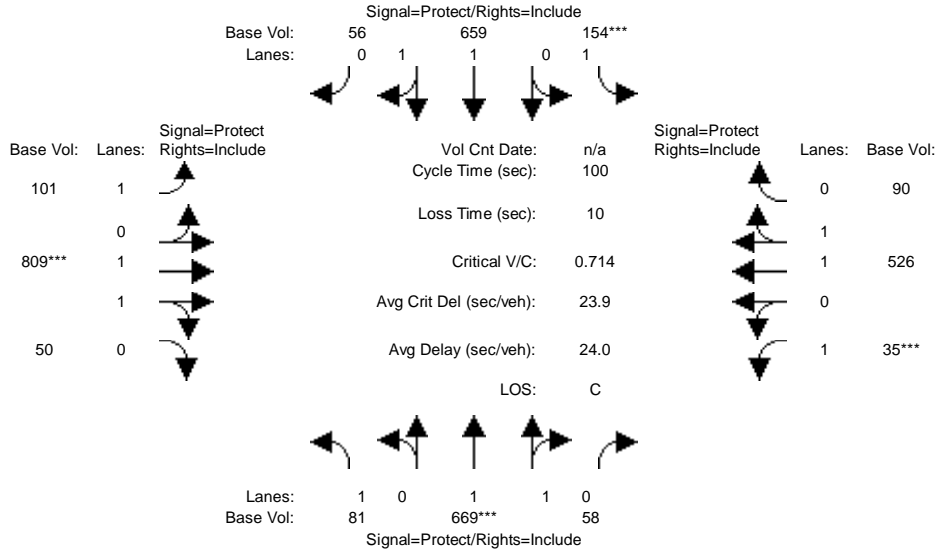 Signal=Protect/Rights=Include
Base Vol: 56 659 154***
Lanes: 0 1 1 0 1
Signal=Protect Signal=Protect
Base Vol: Lanes: Rights=Include Vol Cnt Date: n/a Rights=Include Lanes: Base Vol:
Cycle Time (sec): 100
101 1 0 90
Loss Time (sec): 10
0 1
809*** 1 Critical V/C: 0.714 1 526
1 Avg Crit Del (sec/veh): 23.9 0
50 0 Avg Delay (sec/veh): 24.0 1 35***
LOS: C
Lanes: 1 0 1 1 0
Base Vol: 81 669*** 58
Signal=Protect/Rights=Include